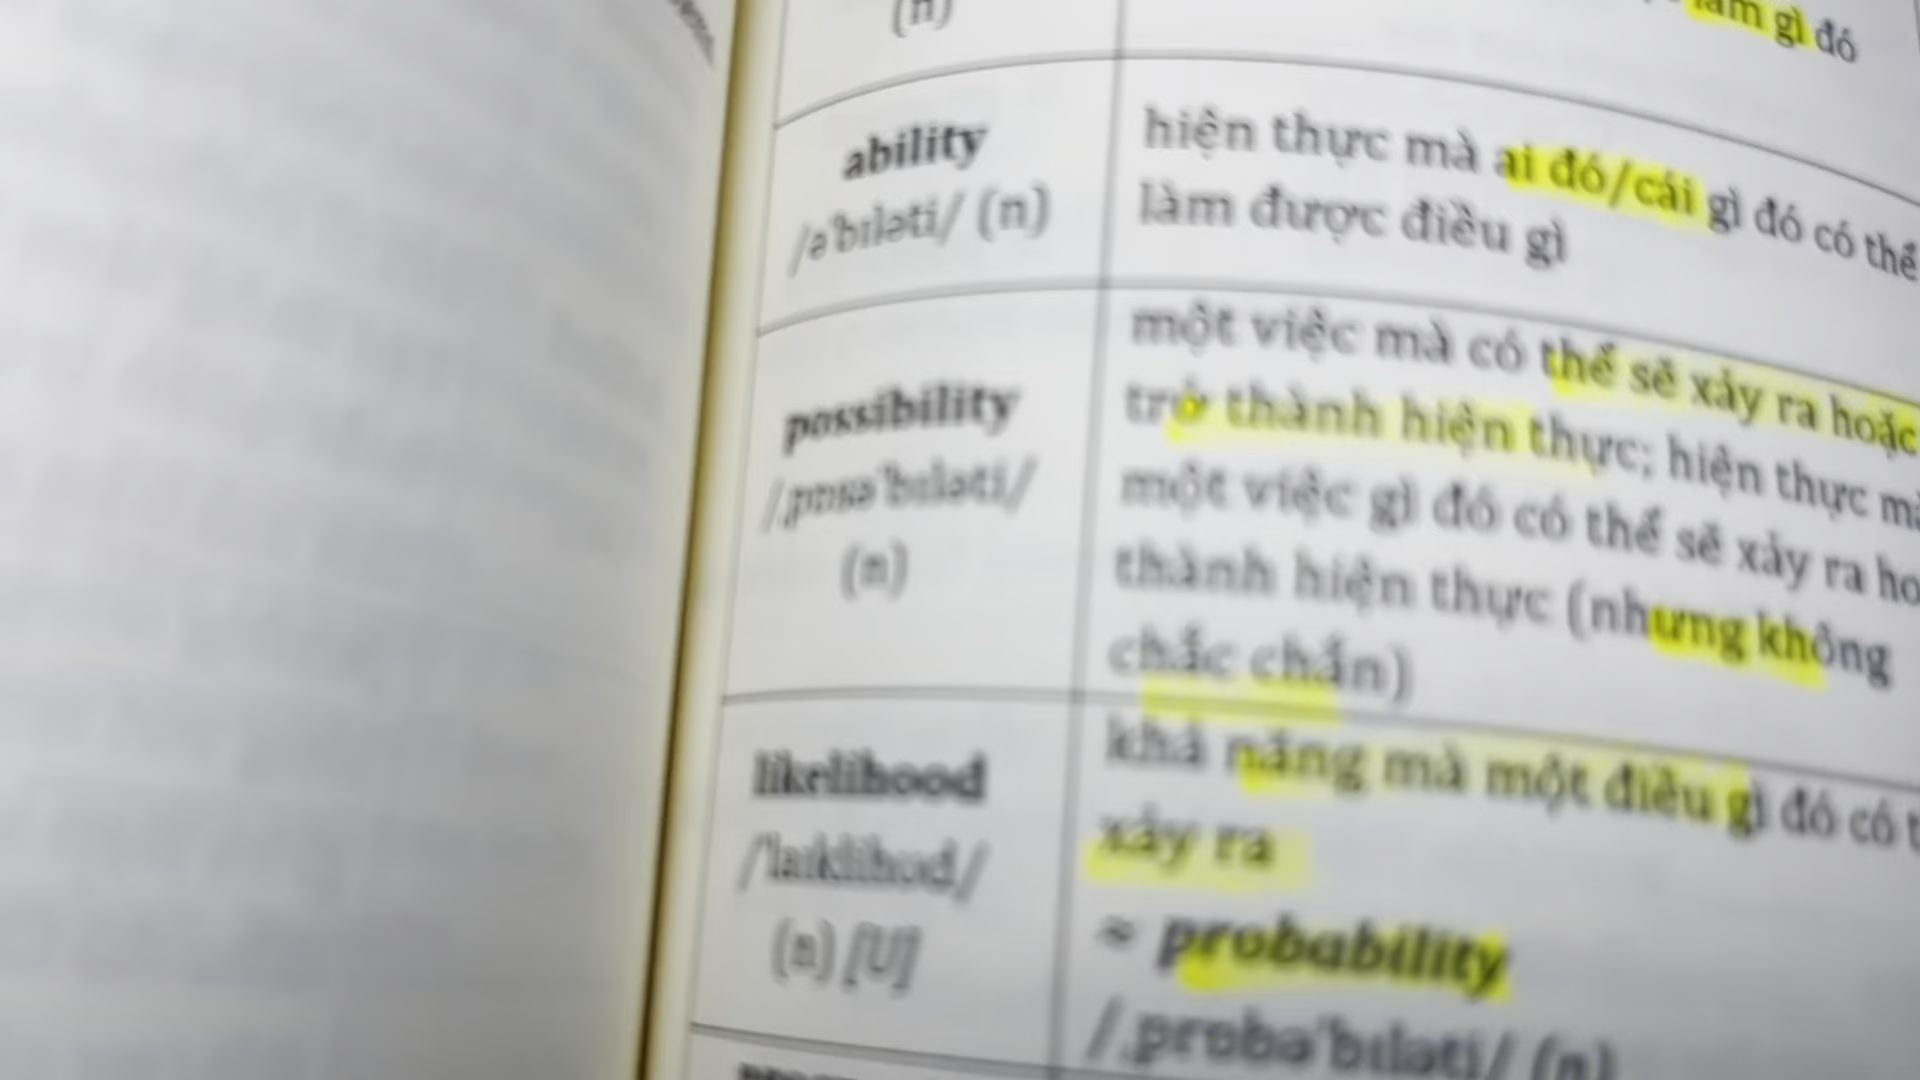 (n)
làm gì đó
ability
/əˈbɪləti/ (n)
hiện thực mà ai đó/cái gì đó có thể
làm được điều gì
possibility
/ˌpɒsəˈbɪləti/
(n)
một việc mà có thể sẽ xảy ra hoặc
trở thành hiện thực; hiện thực mà
một việc gì đó có thể sẽ xảy ra
thành hiện thực (nhưng không
chắc chắn)
likelihood
/ˈlaɪklihʊd/
(n) [U]
khả năng mà một điều gì đó có
xảy ra
≈ probability
/ˌprɒbəˈbɪləti/ (n)